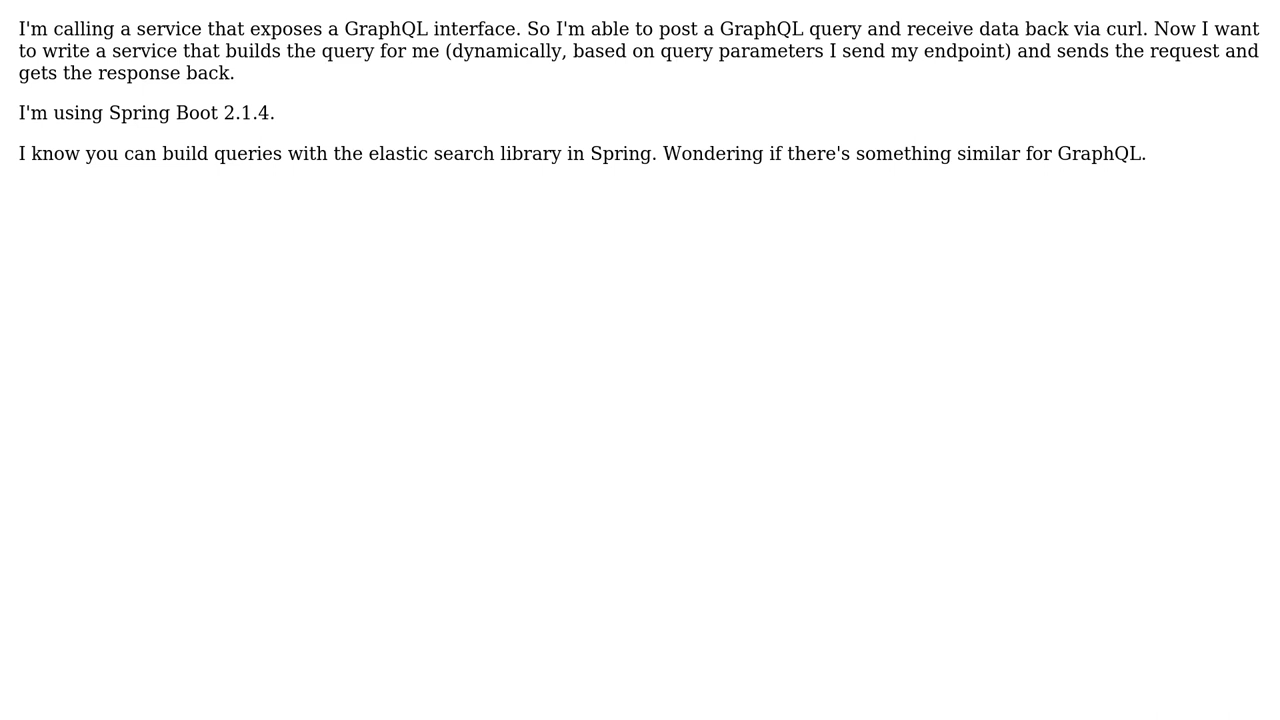 I'm calling a service that exposes a GraphQL interface. So I'm able to post a GraphQL query and receive data back via curl. Now I want
to write a service that builds the query for me (dynamically, based on query parameters I send my endpoint) and sends the request and
gets the response back.
I'm using Spring Boot 2.1.4.
I know you can build queries with the elastic search library in Spring. Wondering if there's something similar for GraphQL.